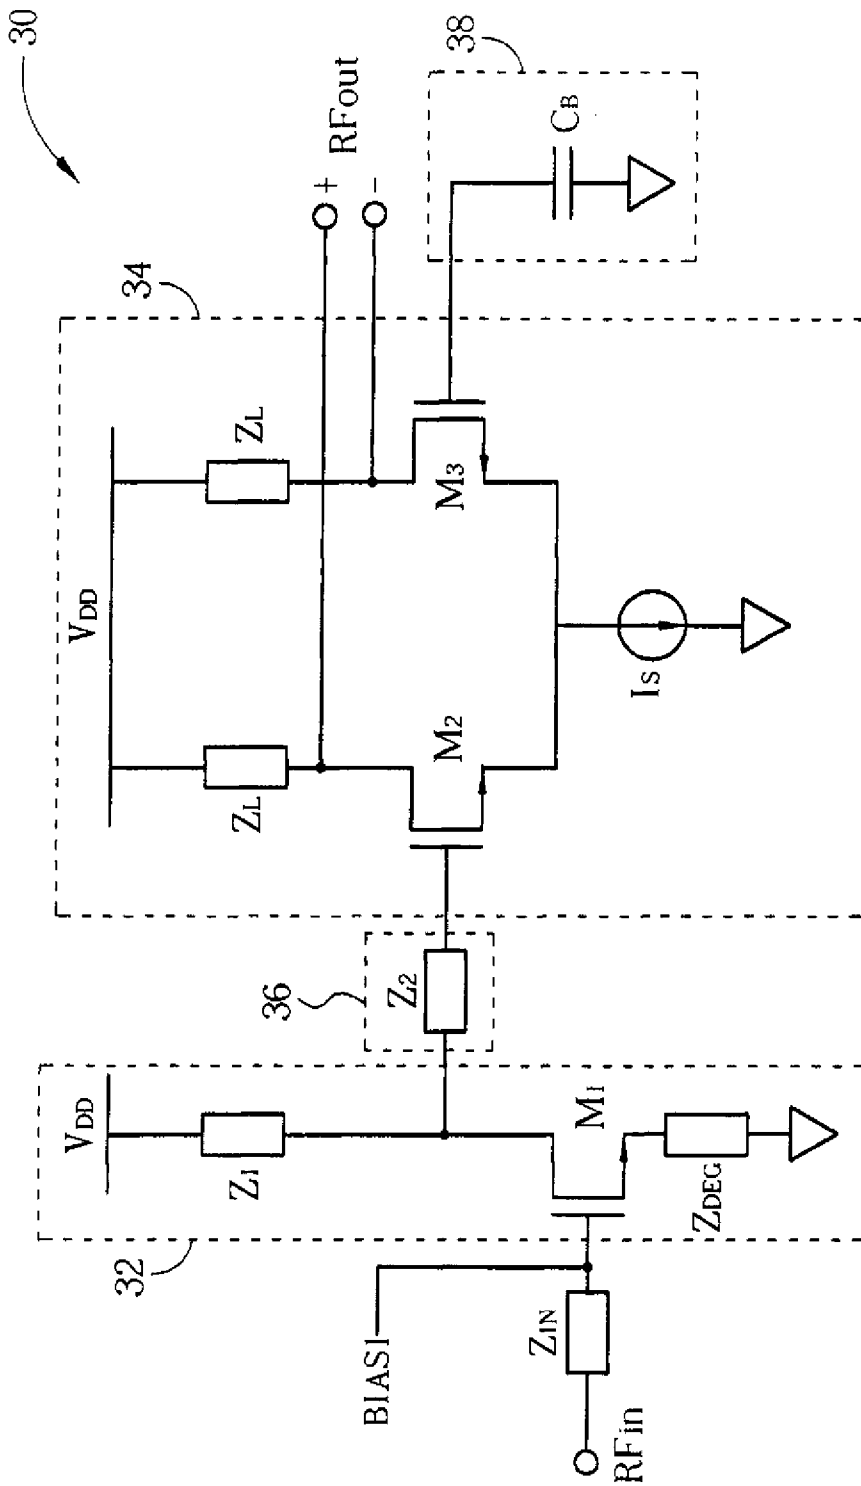 30
34
38
VDD
ZL
ZL
+
-
RFout
CB
M2
M3
IS
36
Z2
32
VDD
Z1
M1
ZDEG
BIAS1
ZIN
RFin